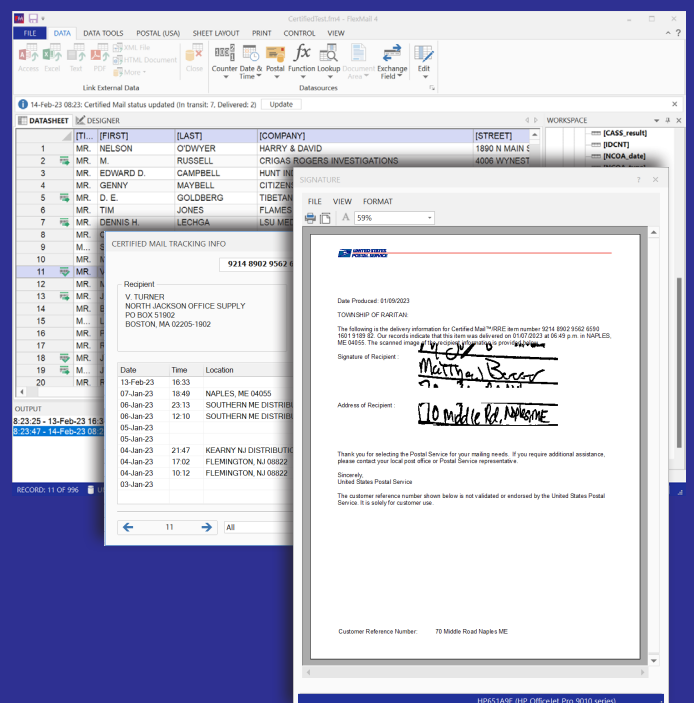 CertifiedTest.fm4 - FlexMail 4
FILE DATA DATA TOOLS POSTAL (USA) SHEET LAYOUT PRINT CONTROL VIEW
Access Excel Text PDF XML File HTML Document More Close Counter Date & Time Postal Function Lookup Document Area Exchange Field Edit
Link External Data Datasources
14-Feb-23 08:23: Certified Mail status updated (In transit: 7, Delivered: 2) Update
DATASHEET DESIGNER WORKSPACE
[TI... [FIRST] [LAST] [COMPANY] [STREET]
1 MR. NELSON O'DWYER HARRY & DAVID 1890 N MAIN S
2 MR. M. RUSSELL CRIGAS ROGERS INVESTIGATIONS 4006 WYNEST
3 MR. EDWARD D. CAMPBELL HUNT IN
4 MR. GENNY MAYBELL CITIZEN
5 MR. D. E. GOLDBERG TIBETAN
6 MR. TIM JONES FLAMES
7 MR. DENNIS H. LECHGA LSU MED
8 MR.
9 M...
10 MR.
11 MR. V
12 MR.
13 MR.
14 MR.
15 M...
16 MR.
17 MR.
18 MR.
19 M...
20 MR.
[CASS_result]
[IDCNT]
[NCOA_date]
OUTPUT
8:23:25 - 13-Feb-23 16:3
8:23:47 - 14-Feb-23 08:2
RECORD: 11 OF 996
CERTIFIED MAIL TRACKING INFO
9214 8902 9562 6
Recipient
V. TURNER
NORTH JACKSON OFFICE SUPPLY
PO BOX 51902
BOSTON, MA 02205-1902
Date Time Location
13-Feb-23 16:33
07-Jan-23 18:49 NAPLES, ME 04055
06-Jan-23 23:13 SOUTHERN ME DISTRIB
06-Jan-23 12:10 SOUTHERN ME DISTRIBU
05-Jan-23
05-Jan-23
04-Jan-23 21:47 KEARNY NJ DISTRIBUTIO
04-Jan-23 17:02 FLEMINGTON, NJ 08822
04-Jan-23 10:12 FLEMINGTON, NJ 08822
03-Jan-23
11 All
SIGNATURE
FILE VIEW FORMAT
59%
UNITED STATES
POSTAL SERVICE
Date Produced: 01/09/2023
TOWNSHIP OF RARITAN:
The following is the delivery information for Certified Mail™/RRE item number 9214 8902 9562 6590
1601 9189 82. Our records indicate that this item was delivered on 01/07/2023 at 06:49 p.m. in NAPLES,
ME 04055. The scanned image of the recipient information is provided below.
Signature of Recipient :
Address of Recipient :
70 Middle Rd, Naples ME
Thank you for selecting the Postal Service for your mailing needs. If you require additional assistance,
please contact your local post office or Postal Service representative.
Sincerely,
United States Postal Service
The customer reference number shown below is not validated or endorsed by the United States Postal
Service. It is solely for customer use.
Customer Reference Number: 70 Middle Road Naples ME
HP651A9E (HP OfficeJet Pro 9010 series)